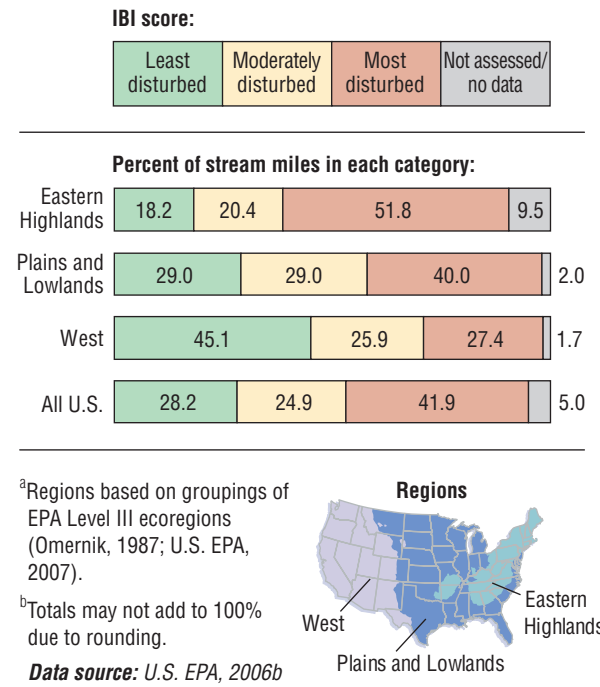 IBI score:
Least disturbed
Moderately disturbed
Most disturbed
Not assessed/ no data
Percent of stream miles in each category:
Eastern Highlands
18.2 20.4 51.8 9.5
Plains and Lowlands
29.0 29.0 40.0 2.0
West
45.1 25.9 27.4 1.7
All U.S.
28.2 24.9 41.9 5.0
aRegions based on groupings of
EPA Level III ecoregions
(Omernik, 1987; U.S. EPA,
2007).
bTotals may not add to 100%
due to rounding.
Data source: U.S. EPA, 2006b
Regions
West
Eastern
Highlands
Plains and Lowlands